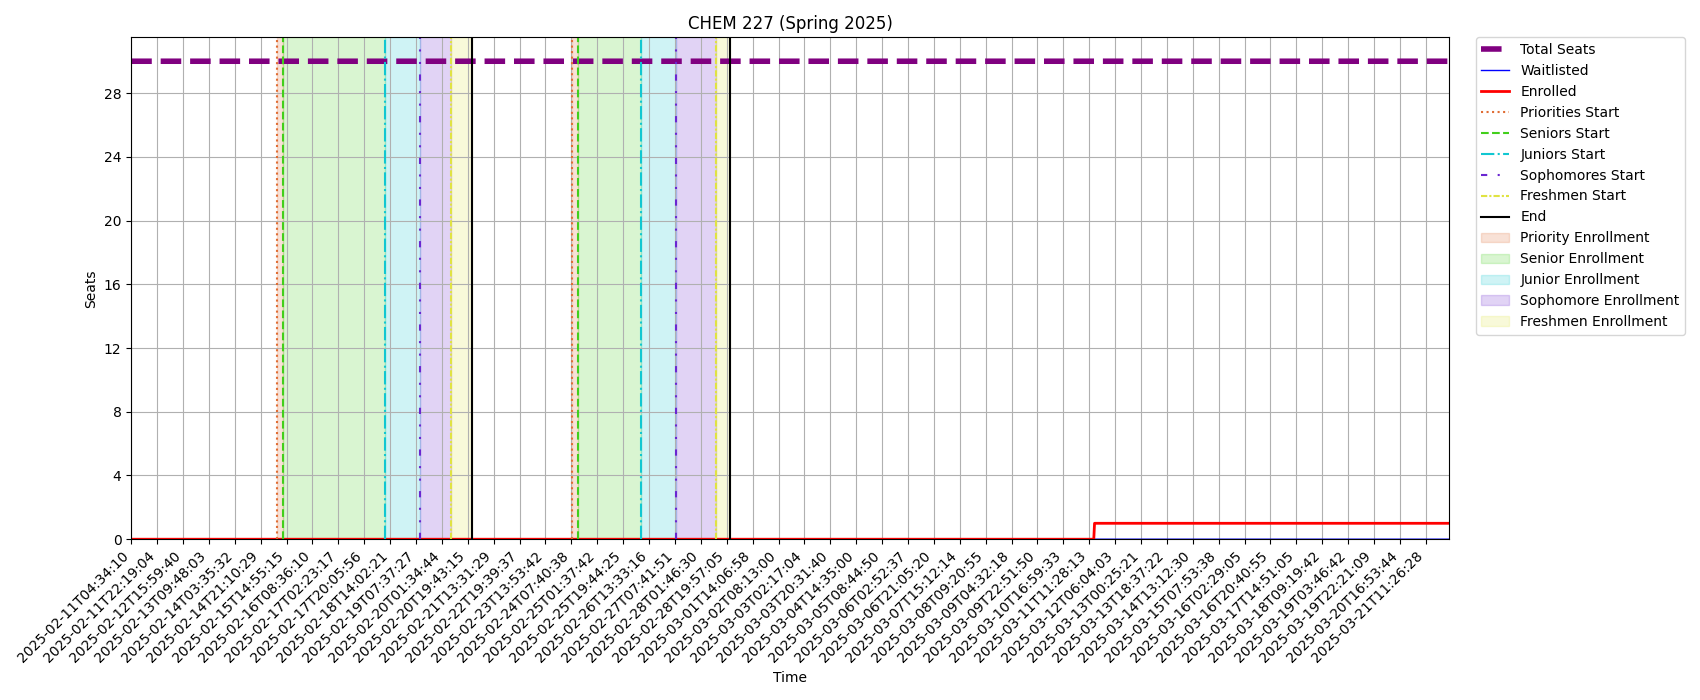 CHEM 227 (Spring 2025)
Total Seats
Waitlisted
Enrolled
Priorities Start
Seniors Start
Juniors Start
Sophomores Start
Freshmen Start
End
Priority Enrollment
Senior Enrollment
Junior Enrollment
Sophomore Enrollment
Freshmen Enrollment
Seats
28
24
20
16
12
8
4
0
2025-02-11T04:34:10
2025-02-11T22:19:04
2025-02-12T15:59:40
2025-02-13T09:48:03
2025-02-14T03:35:32
2025-02-14T21:10:29
2025-02-15T14:55:15
2025-02-16T08:36:10
2025-02-17T02:23:17
2025-02-17T20:05:56
2025-02-18T14:02:21
2025-02-19T07:37:27
2025-02-20T01:34:44
2025-02-20T19:43:15
2025-02-21T13:31:29
2025-02-22T19:39:37
2025-02-23T13:53:42
2025-02-24T07:40:38
2025-02-25T01:37:42
2025-02-25T19:44:25
2025-02-26T13:33:16
2025-02-27T07:41:51
2025-02-28T01:46:30
2025-02-28T19:57:05
2025-03-01T14:06:58
2025-03-02T08:13:00
2025-03-03T02:17:04
2025-03-03T20:31:40
2025-03-04T14:35:00
2025-03-05T08:44:50
2025-03-06T02:52:37
2025-03-06T21:05:20
2025-03-07T15:12:14
2025-03-08T09:20:55
2025-03-09T04:32:18
2025-03-09T22:51:50
2025-03-10T16:59:33
2025-03-11T11:28:13
2025-03-12T06:04:03
2025-03-13T00:25:21
2025-03-13T18:37:22
2025-03-14T13:12:30
2025-03-15T07:53:38
2025-03-16T02:29:05
2025-03-16T20:40:55
2025-03-17T14:51:05
2025-03-18T09:19:42
2025-03-19T03:46:42
2025-03-19T22:21:09
2025-03-20T16:53:44
2025-03-21T11:26:28
Time